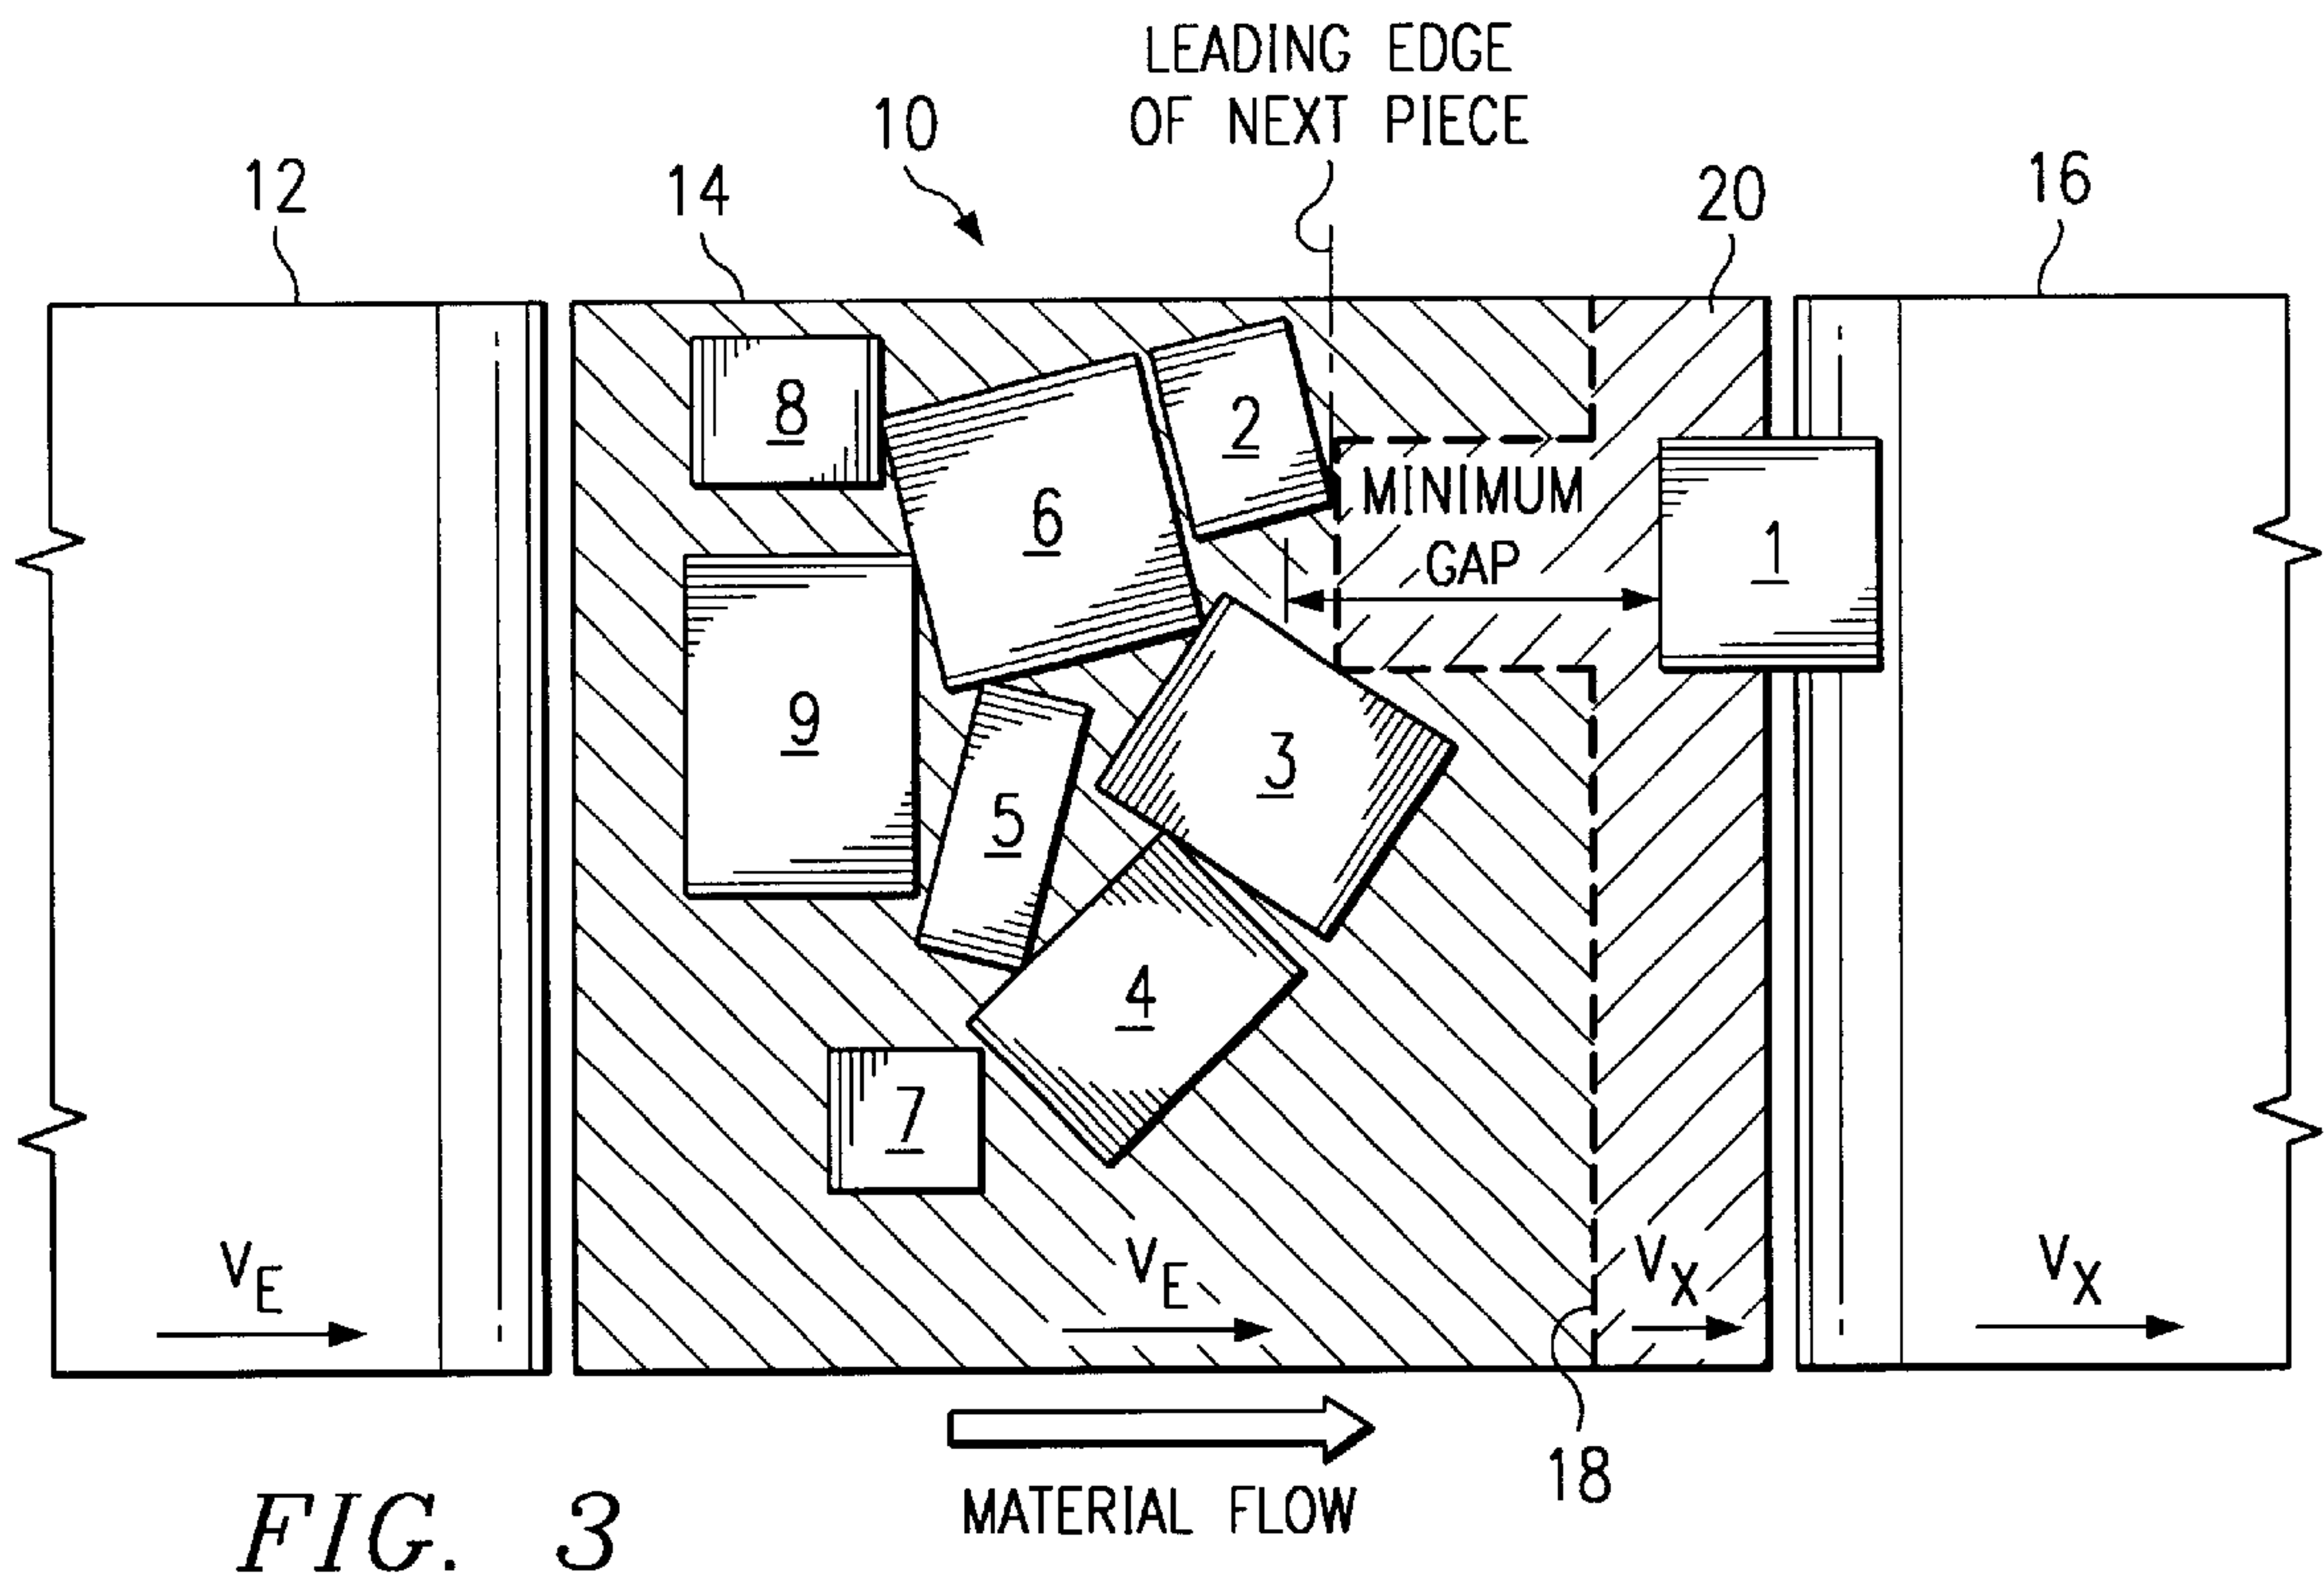 LEADING EDGE
OF NEXT PIECE
10
12
14
20
16
8
2
6
MINIMUM
GAP
1
9
3
5
4
7
VE
VE
VX
VX
18
MATERIAL FLOW
FIG. 3